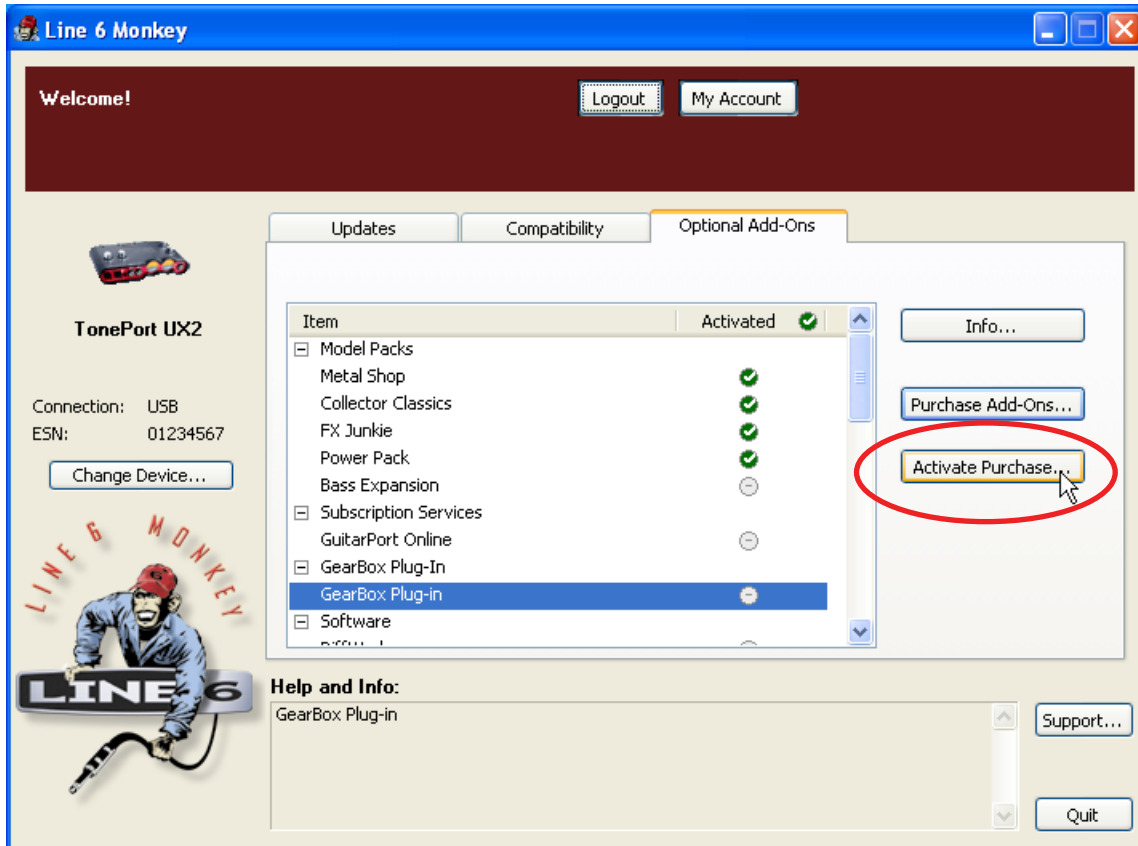 Line 6 Monkey
Welcome!
Logout
My Account
Updates
Compatibility
Optional Add-Ons
TonePort UX2
Connection: USB
ESN: 01234567
Change Device...
Item Activated
Model Packs
Metal Shop
Collector Classics
FX Junkie
Power Pack
Bass Expansion
Subscription Services
GuitarPort Online
GearBox Plug-In
GearBox Plug-in
Software
Info...
Purchase Add-Ons...
Activate Purchase...
LINE 6 MONKEY
6
LINE 6
Help and Info:
GearBox Plug-in
Support...
Quit